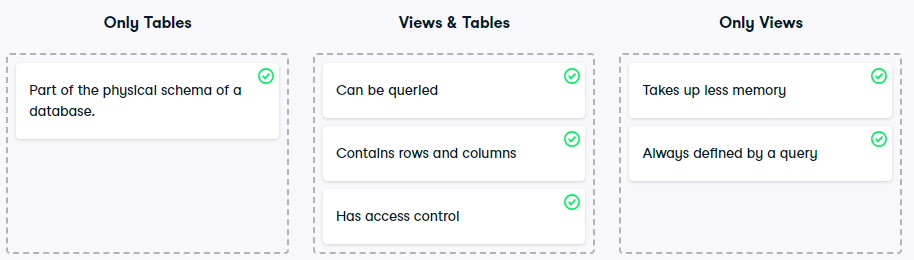 Only Tables
Views & Tables
Only Views
Part of the physical schema of a
database.
Can be queried
Contains rows and columns
Has access control
Takes up less memory
Always defined by a query